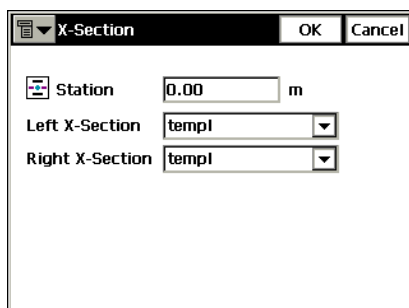 X-Section OK Cancel
Station 0.00 m
Left X-Section templ
Right X-Section templ